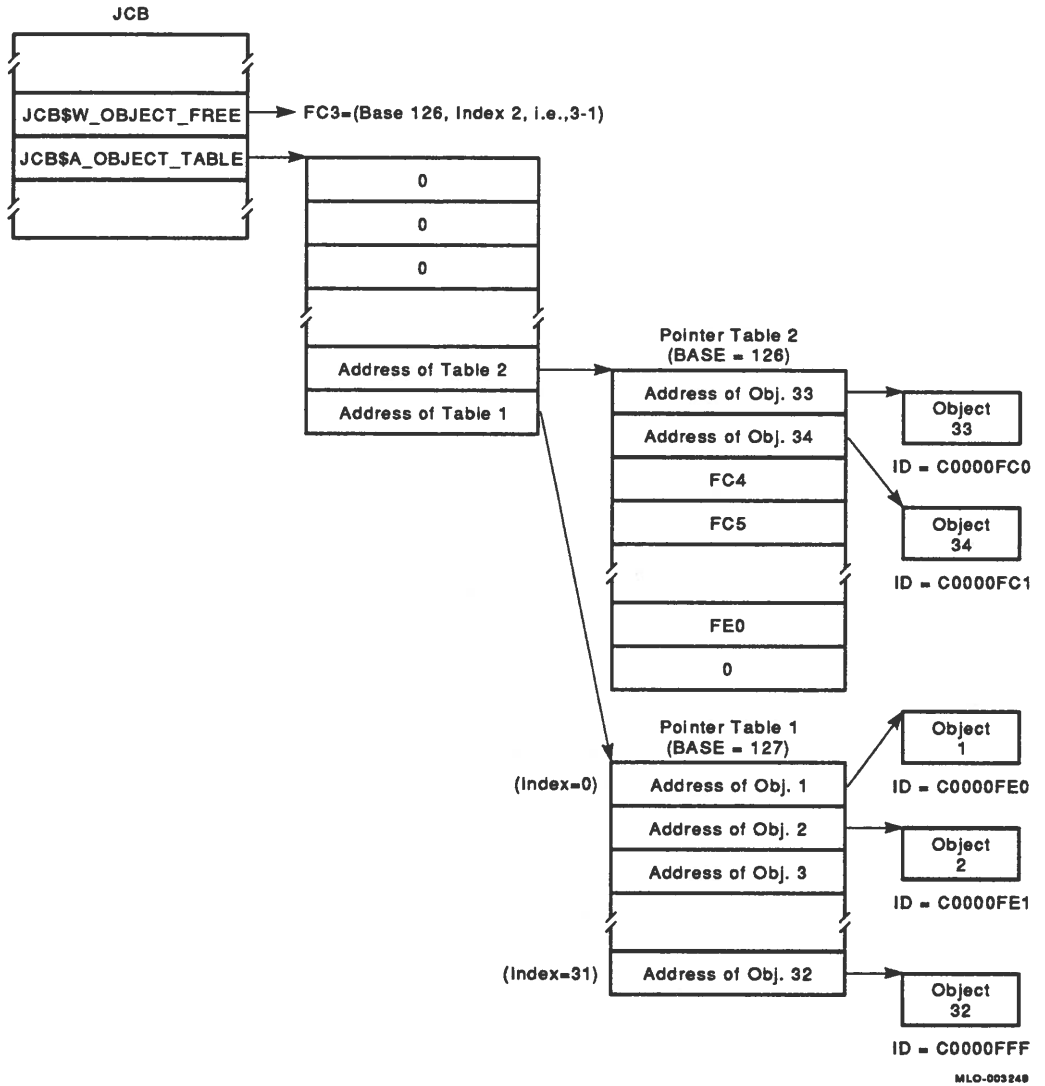 JCB
JCB$W_OBJECT_FREE
FC3=(Base 126, Index 2, i.e.,3-1)
JCB$A_OBJECT_TABLE
0
0
0
Address of Table 2
Address of Table 1
Pointer Table 2
(BASE = 126)
Address of Obj. 33
Address of Obj. 34
FC4
FC5
FE0
0
Object
33
ID = C0000FC0
Object
34
ID = C0000FC1
Pointer Table 1
(BASE = 127)
(Index=0)
Address of Obj. 1
Address of Obj. 2
Address of Obj. 3
(Index=31)
Address of Obj. 32
Object
1
ID = C0000FE0
Object
2
ID = C0000FE1
Object
32
ID = C0000FFF